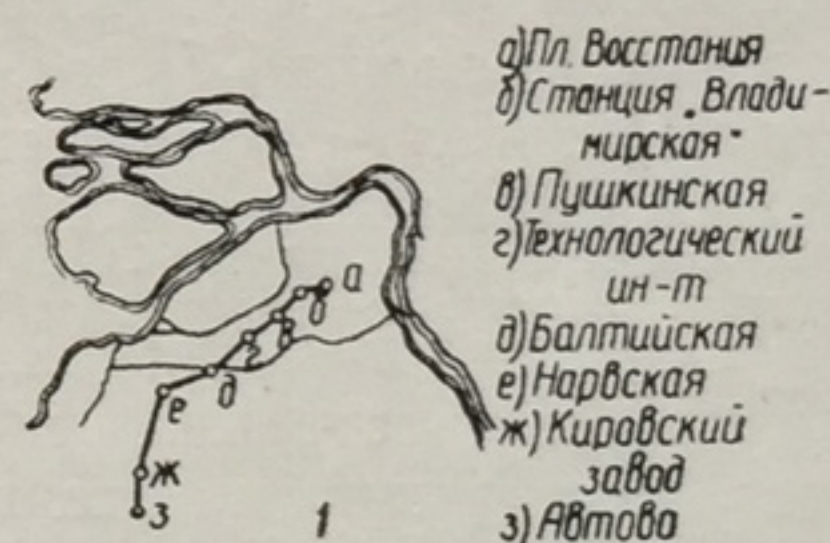 а) Пл. Восстания
б) Станция „Влади-
мирская“
в) Пушкинская
г) Технологический
ин-т
д) Балтийская
е) Нарвская
ж) Кировский
завод
з) Автово
а
б
в
г
д
е
ж
з
1